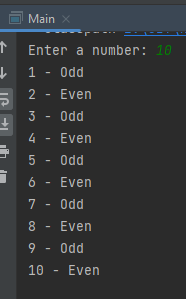 Main
Enter a number: 10
1 - Odd
2 - Even
3 - Odd
4 - Even
5 - Odd
6 - Even
7 - Odd
8 - Even
9 - Odd
10 - Even